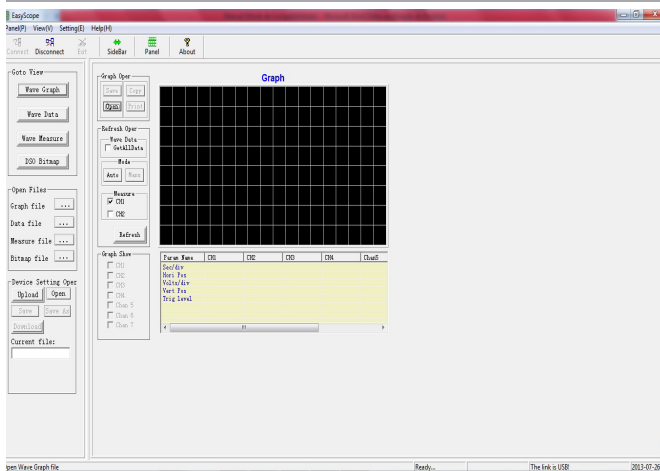 EasyScope
Panel(P) View(V) Setting(E) Help(H)
Connect Disconnect Exit SideBar Panel About
Goto View
Wave Graph
Wave Data
Wave Measure
DSO Bitmap
Open Files
Graph file ...
Data file ...
Measure file ...
Bitmap file ...
Device Setting Oper
Upload Open
Save Save As
Download
Current file:
Graph Oper
Save Copy
Open Print
Refresh Oper
Wave Data
GetAllData
Mode
Auto Manu
Measure
CH1
CH2
Refresh
Graph Show
CH1
CH2
CH3
CH4
Chan 5
Chan 6
Chan 7
Graph
Param Name CH1 CH2 CH3 CH4 Chan5
Sec/div
Hori Pos
Volts/div
Vert Pos
Trig Level
Open Wave Graph file Ready... The link is USB! 2013-07-26